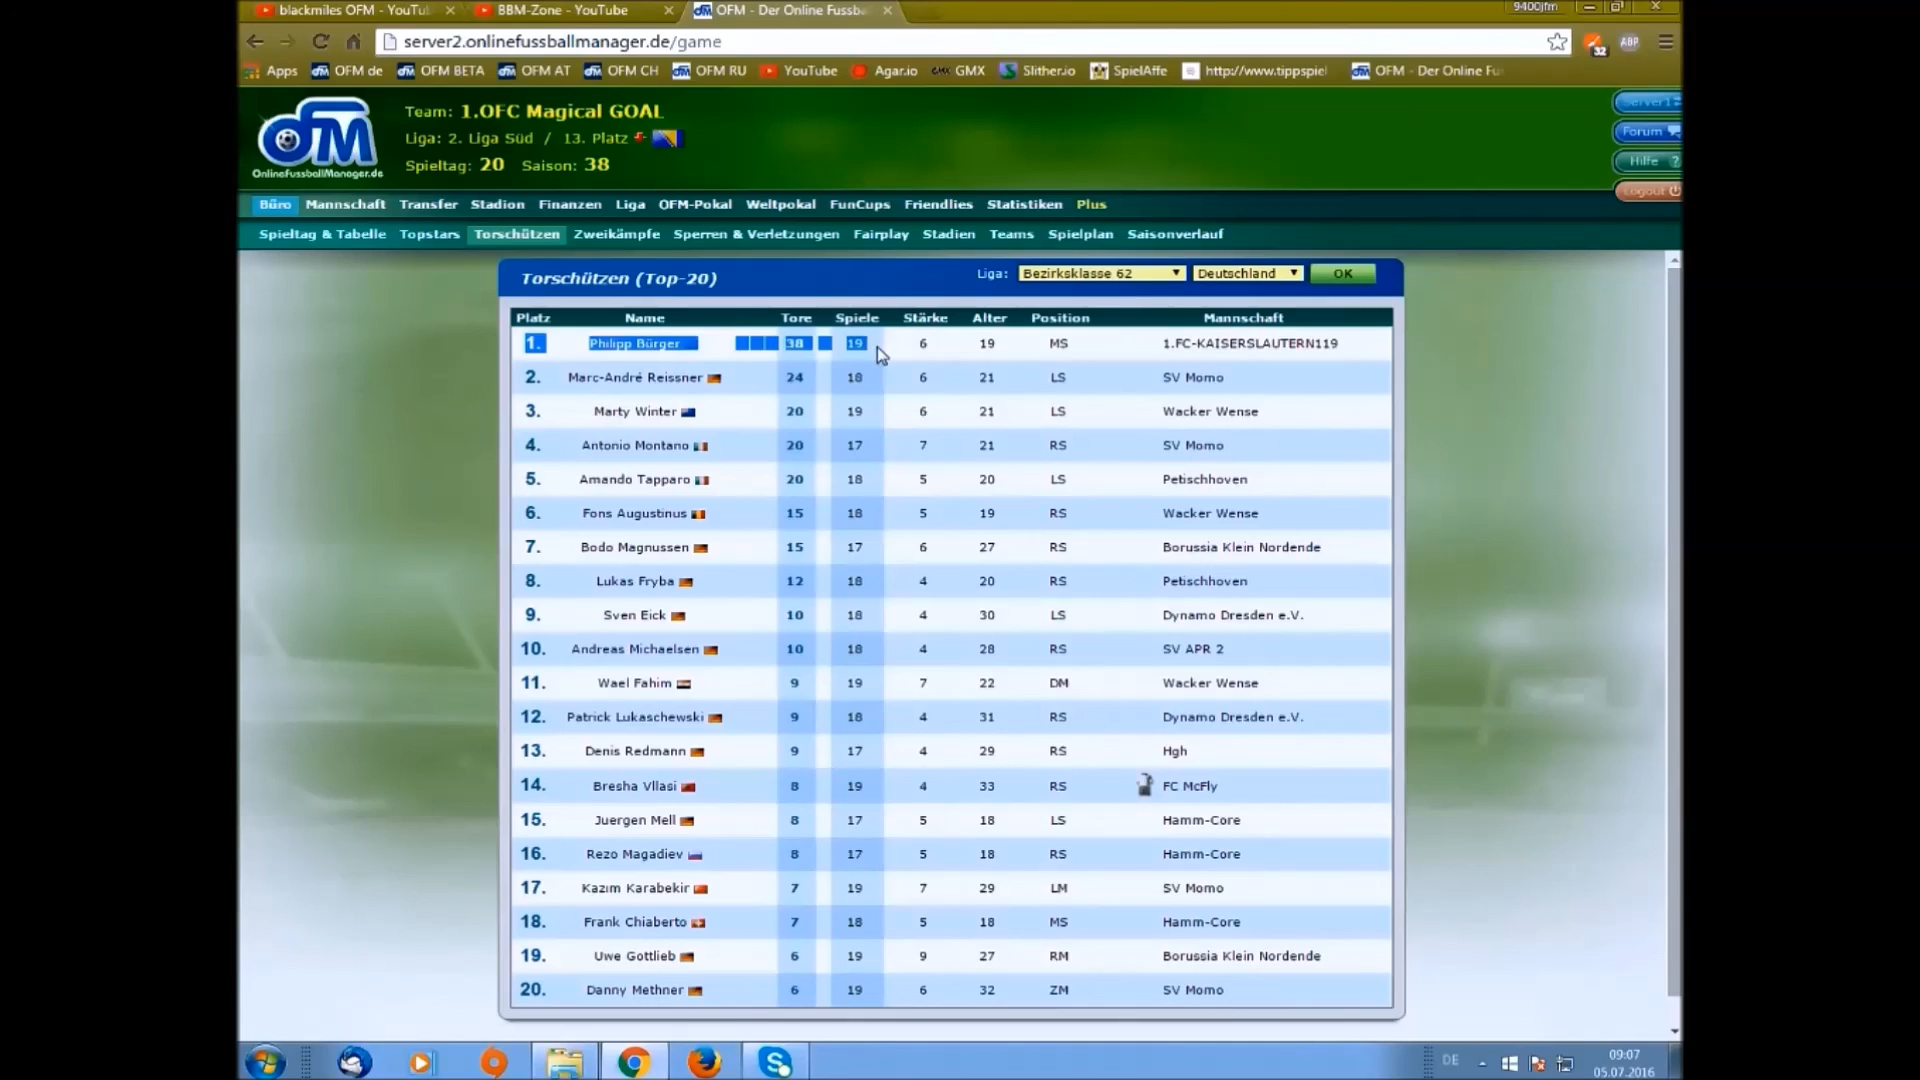 blackmiles OFM - YouTu
BBM-Zone - YouTube
OFM - Der Online Fussba
9400jfm
server2.onlinefussballmanager.de/game
32
ABP
Apps
OFM de
OFM BETA
OFM AT
OFM CH
OFM RU
YouTube
Agar.io
GMX GMX
Slither.io
SpielAffe
http://www.tippspiel
OFM - Der Online Fu
OFM
OnlineFussballManager.de
Team: 1.OFC Magical GOAL
Liga: 2. Liga Süd / 13. Platz
Spieltag: 20 Saison: 38
Server1
Forum
Hilfe ?
Logout
Büro Mannschaft Transfer Stadion Finanzen Liga OFM-Pokal Weltpokal FunCups Friendlies Statistiken Plus
Spieltag & Tabelle Topstars Torschützen Zweikämpfe Sperren & Verletzungen Fairplay Stadien Teams Spielplan Saisonverlauf
Torschützen (Top-20) Liga: Bezirksklasse 62 Deutschland OK
Platz Name Tore Spiele Stärke Alter Position Mannschaft
1. Philipp Bürger 38 19 6 19 MS 1.FC-KAISERSLAUTERN119
2. Marc-André Reissner 24 18 6 21 LS SV Momo
3. Marty Winter 20 19 6 21 LS Wacker Wense
4. Antonio Montano 20 17 7 21 RS SV Momo
5. Amando Tapparo 20 18 5 20 LS Petischhoven
6. Fons Augustinus 15 18 5 19 RS Wacker Wense
7. Bodo Magnussen 15 17 6 27 RS Borussia Klein Nordende
8. Lukas Fryba 12 18 4 20 RS Petischhoven
9. Sven Eick 10 18 4 30 LS Dynamo Dresden e.V.
10. Andreas Michaelsen 10 18 4 28 RS SV APR 2
11. Wael Fahim 9 19 7 22 DM Wacker Wense
12. Patrick Lukaschewski 9 18 4 31 RS Dynamo Dresden e.V.
13. Denis Redmann 9 17 4 29 RS Hgh
14. Bresha Vllasi 8 19 4 33 RS FC McFly
15. Juergen Mell 8 17 5 18 LS Hamm-Core
16. Rezo Magadiev 8 17 5 18 RS Hamm-Core
17. Kazım Karabekir 7 19 7 29 LM SV Momo
18. Frank Chiaberto 7 18 5 18 MS Hamm-Core
19. Uwe Gottlieb 6 19 9 27 RM Borussia Klein Nordende
20. Danny Methner 6 19 6 32 ZM SV Momo
DE
09:07
05.07.2016